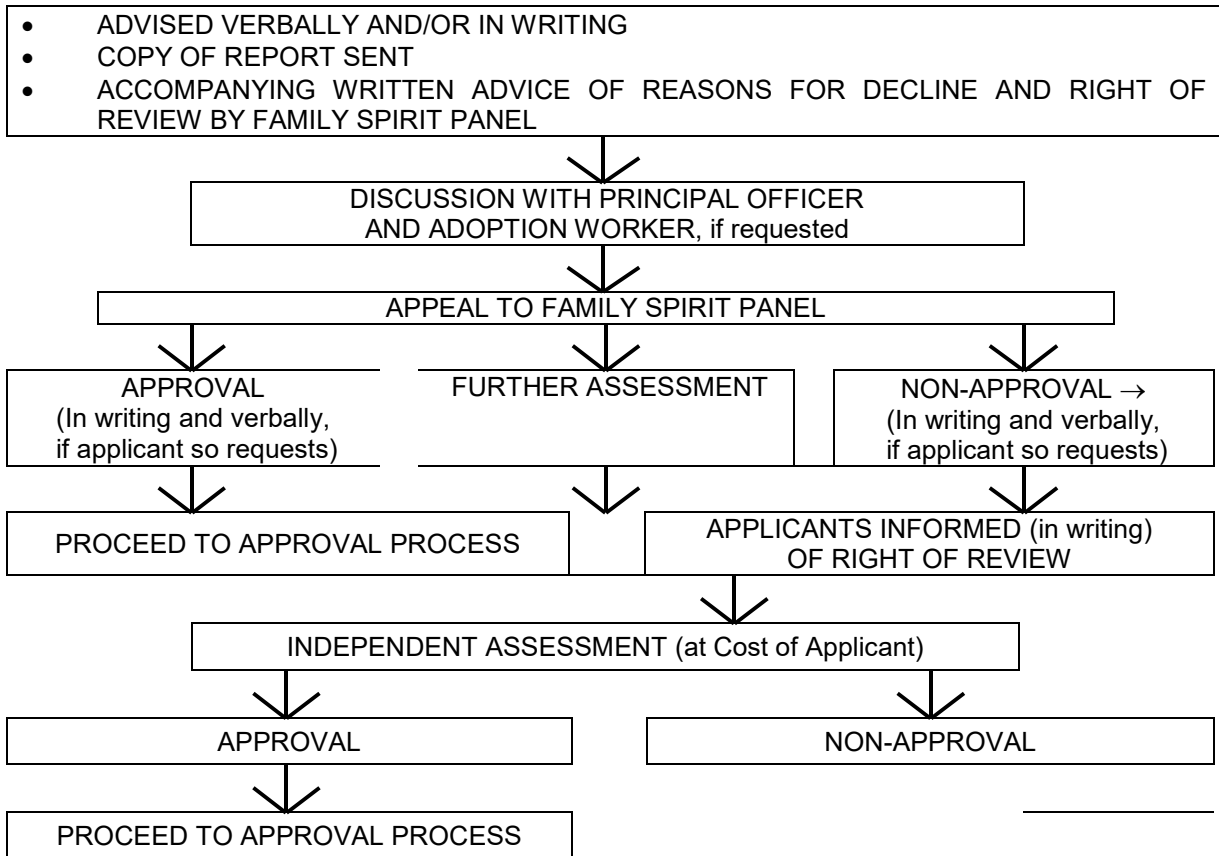 • ADVISED VERBALLY AND/OR IN WRITING
• COPY OF REPORT SENT
• ACCOMPANYING WRITTEN ADVICE OF REASONS FOR DECLINE AND RIGHT OF
REVIEW BY FAMILY SPIRIT PANEL
DISCUSSION WITH PRINCIPAL OFFICER
AND ADOPTION WORKER, if requested
APPEAL TO FAMILY SPIRIT PANEL
APPROVAL
(In writing and verbally,
if applicant so requests)
FURTHER ASSESSMENT
NON-APPROVAL →
(In writing and verbally,
if applicant so requests)
PROCEED TO APPROVAL PROCESS
APPLICANTS INFORMED (in writing)
OF RIGHT OF REVIEW
INDEPENDENT ASSESSMENT (at Cost of Applicant)
APPROVAL
NON-APPROVAL
PROCEED TO APPROVAL PROCESS